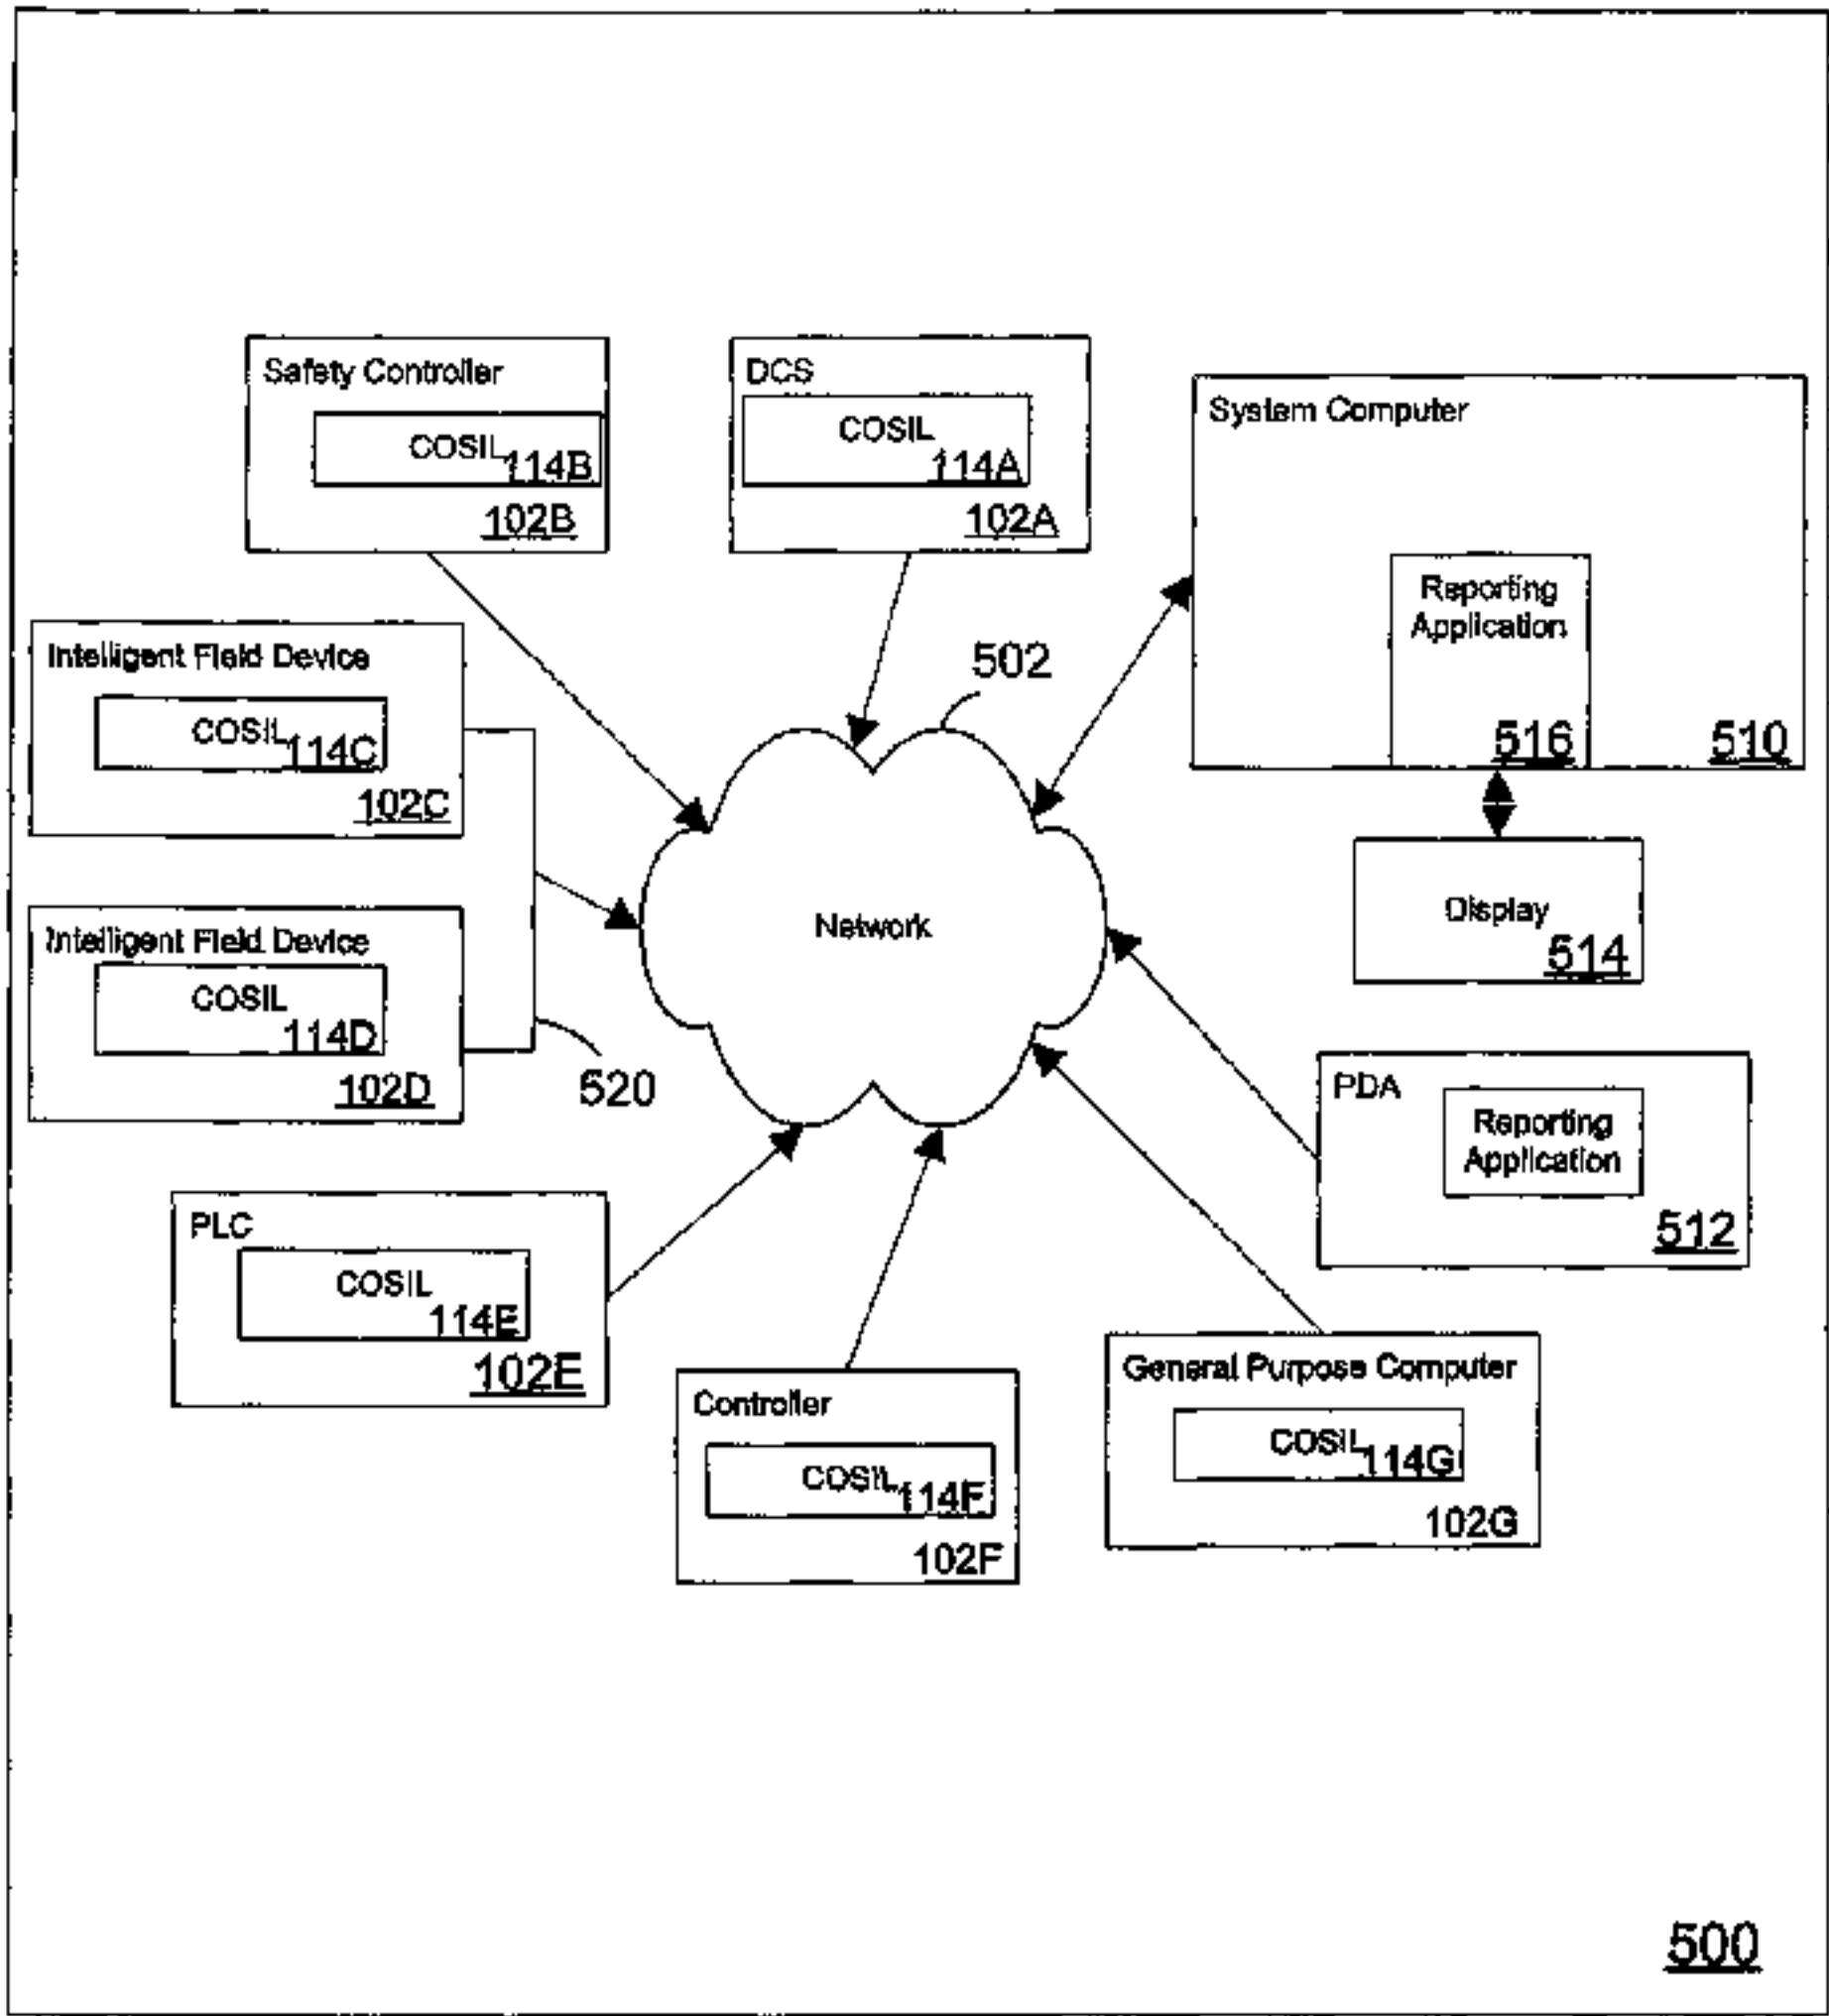 Safety Controller
COSIL
114B
102B
DCS
COSIL
114A
102A
System Computer
Reporting
Application
516
510
Intelligent Field Device
COSIL
114C
102C
502
Display
514
Network
Intelligent Field Device
COSIL
114D
102D
520
PDA
Reporting
Application
512
PLC
COSIL
114E
102E
Controller
COSIL
114F
102F
General Purpose Computer
COSIL
114G
102G
500